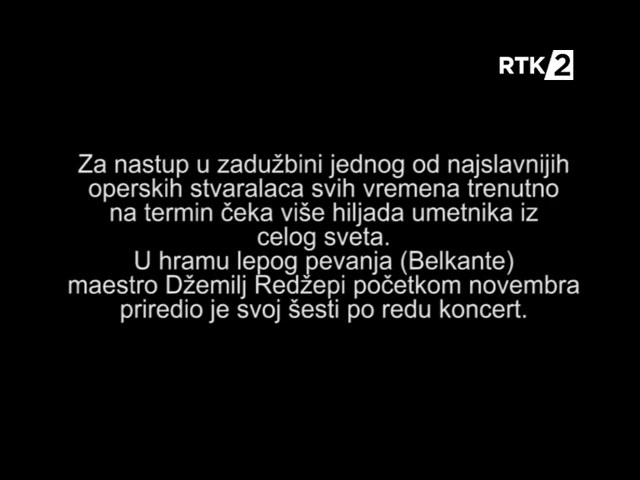 RTK2
Za nastup u zadužbini jednog od najslavnijih
operskih stvaralaca svih vremena trenutno
na termin čeka više hiljada umetnika iz
celog sveta.
U hramu lepog pevanja (Belkante)
maestro Džemilj Redžepi početkom novembra
priredio je svoj šesti po redu koncert.